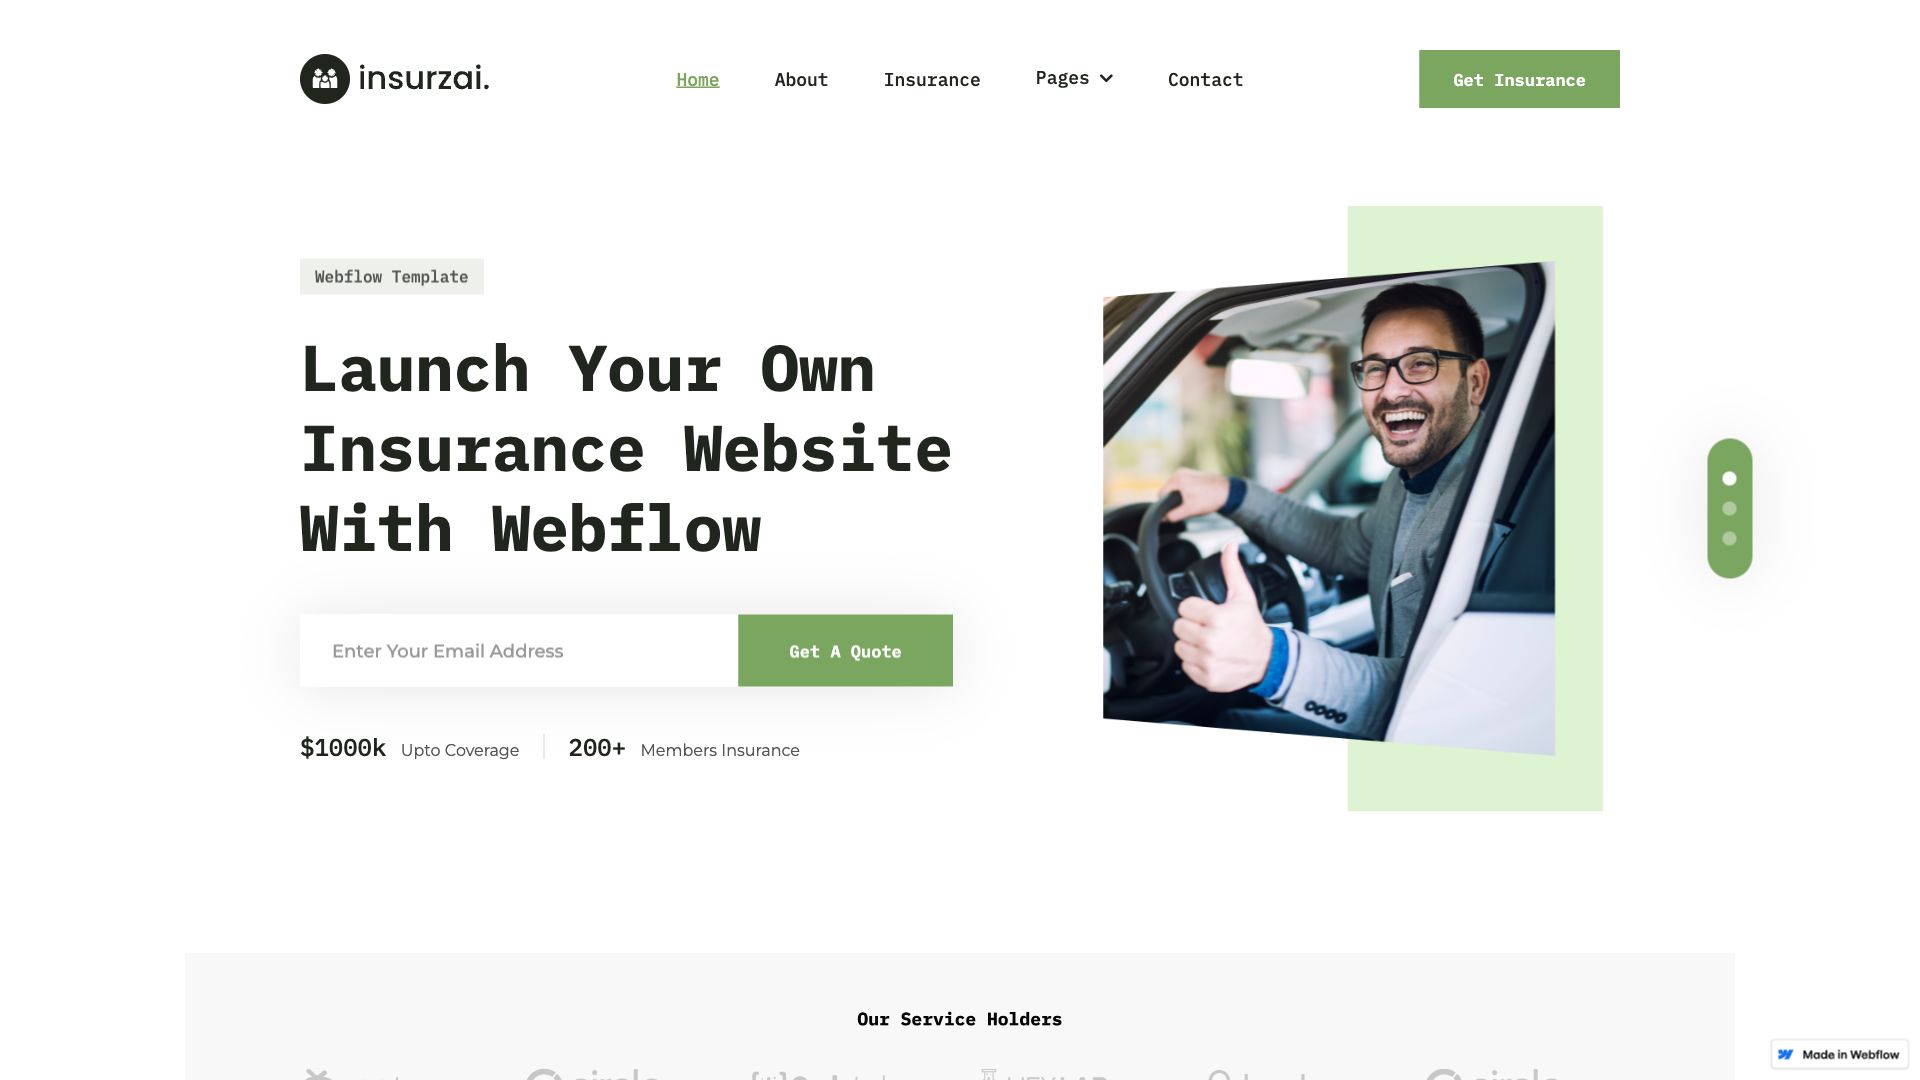 insurzai.
Home
About
Insurance
Pages
Contact
Get Insurance
Webflow Template
Launch Your Own
Insurance Website
With Webflow
Enter Your Email Address
Get A Quote
$1000k Upto Coverage
200+ Members Insurance
Our Service Holders
Made in Webflow